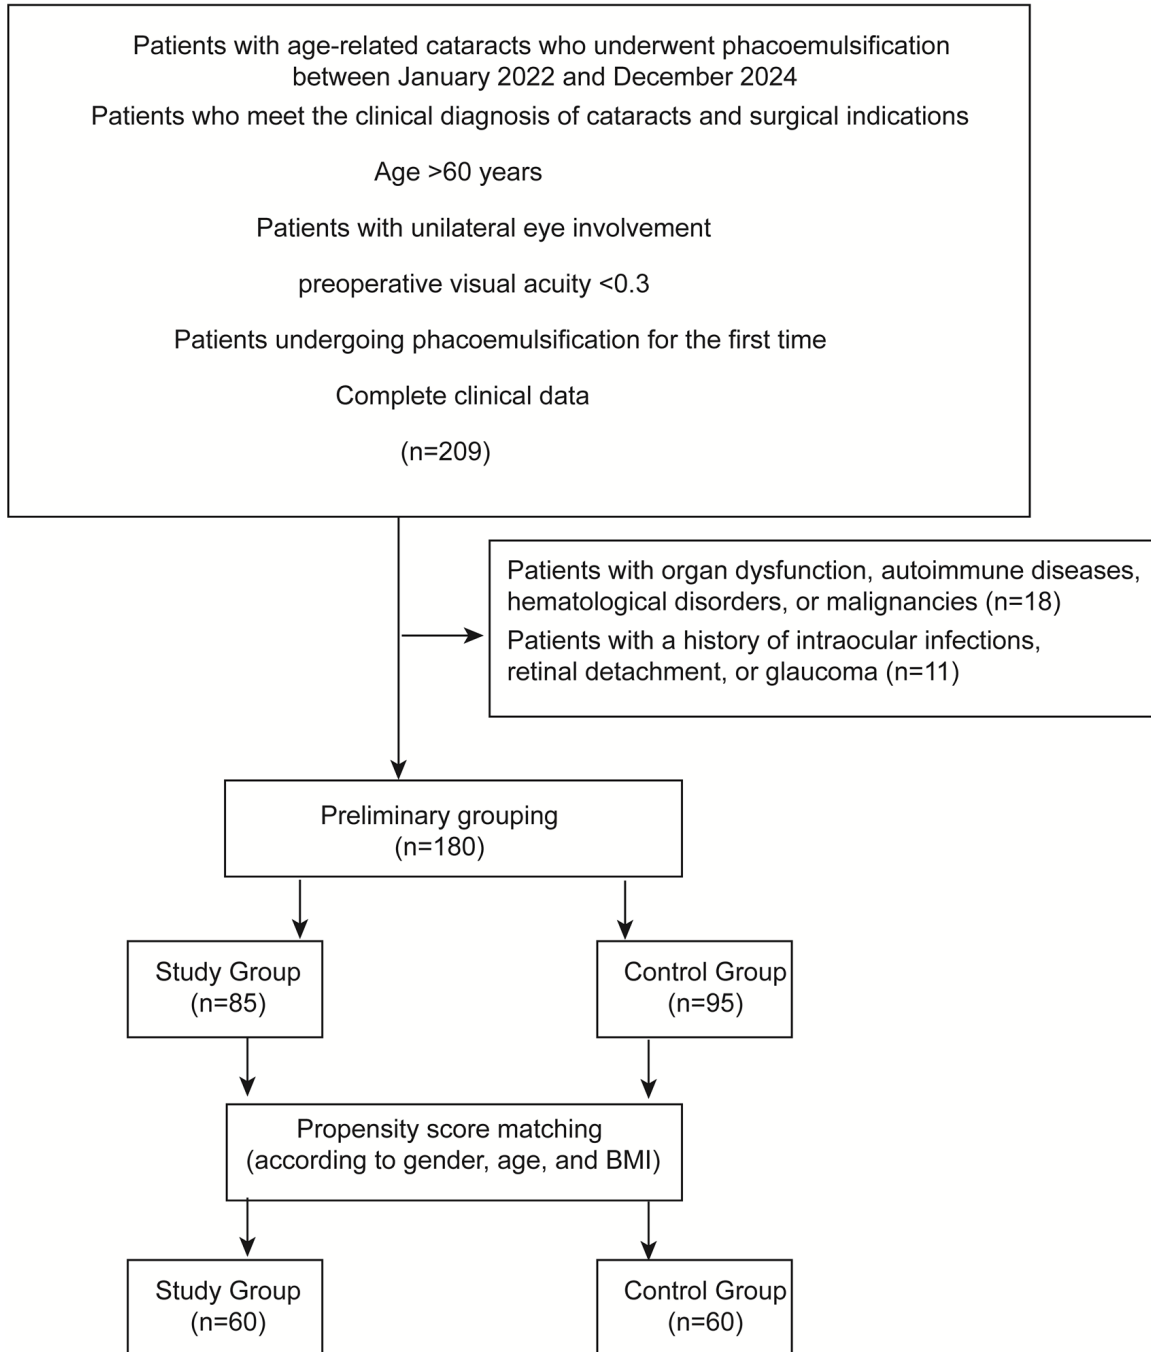 Patients with age-related cataracts who underwent phacoemulsification
between January 2022 and December 2024
Patients who meet the clinical diagnosis of cataracts and surgical indications
Age >60 years
Patients with unilateral eye involvement
preoperative visual acuity <0.3
Patients undergoing phacoemulsification for the first time
Complete clinical data
(n=209)
Patients with organ dysfunction, autoimmune diseases,
hematological disorders, or malignancies (n=18)
Patients with a history of intraocular infections,
retinal detachment, or glaucoma (n=11)
Preliminary grouping
(n=180)
Study Group
(n=85)
Control Group
(n=95)
Propensity score matching
(according to gender, age, and BMI)
Study Group
(n=60)
Control Group
(n=60)